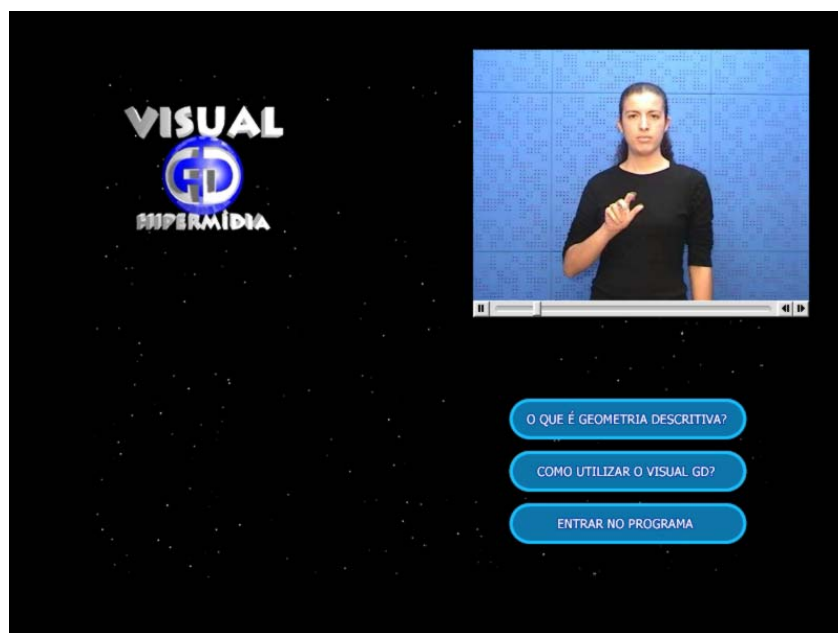 VISUAL
GD
HIPERMÍDIA
O QUE É GEOMETRIA DESCRITIVA?
COMO UTILIZAR O VISUAL GD?
ENTRAR NO PROGRAMA